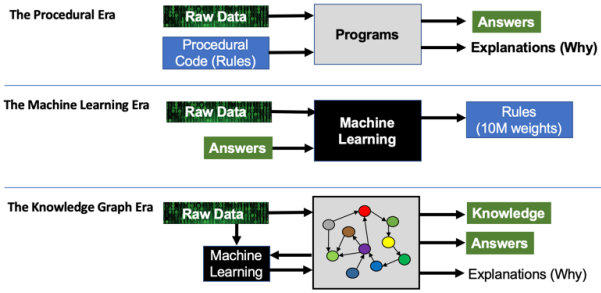 The Procedural Era
Raw Data
Procedural
Code (Rules)
Programs
Answers
Explanations (Why)
The Machine Learning Era
Raw Data
Answers
Machine
Learning
Rules
(10M weights)
The Knowledge Graph Era
Raw Data
Machine
Learning
Knowledge
Answers
Explanations (Why)